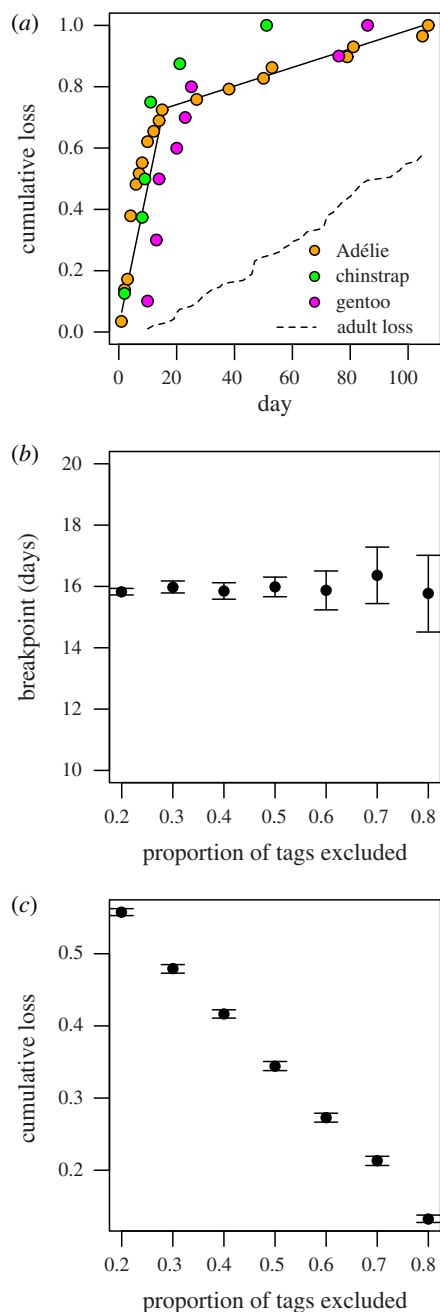 (a)
1.0
0.8
0.6
0.4
0.2
0.0
cumulative loss
Adélie
chinstrap
gentoo
adult loss
0 20 40 60 80 100
day
(b)
20
18
16
14
12
10
breakpoint (days)
0.2 0.3 0.4 0.5 0.6 0.7 0.8
proportion of tags excluded
(c)
0.5
0.4
0.3
0.2
cumulative loss
0.2 0.3 0.4 0.5 0.6 0.7 0.8
proportion of tags excluded